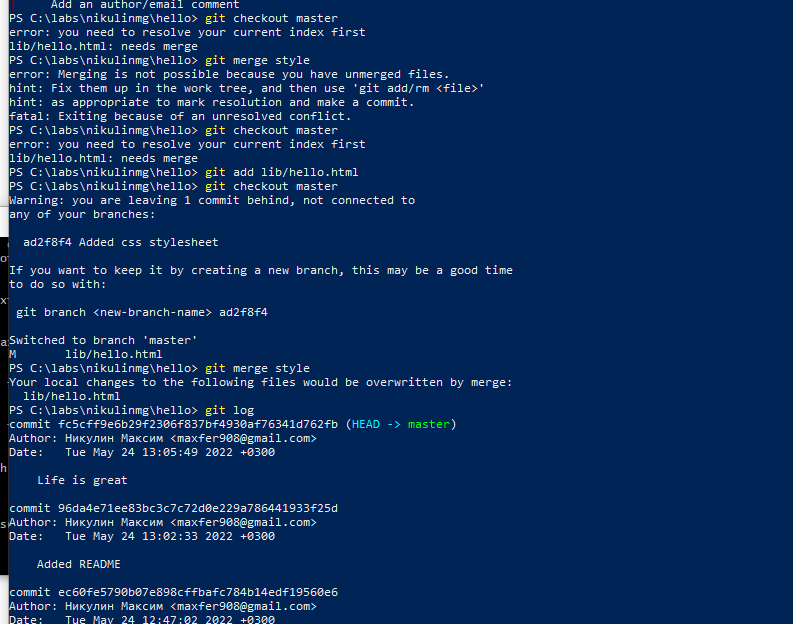 Add an author/email comment
PS C:\labs\nikulinmg\hello> git checkout master
error: you need to resolve your current index first
lib/hello.html: needs merge
PS C:\labs\nikulinmg\hello> git merge style
error: Merging is not possible because you have unmerged files.
hint: Fix them up in the work tree, and then use 'git add/rm <file>'
hint: as appropriate to mark resolution and make a commit.
fatal: Exiting because of an unresolved conflict.
PS C:\labs\nikulinmg\hello> git checkout master
error: you need to resolve your current index first
lib/hello.html: needs merge
PS C:\labs\nikulinmg\hello> git add lib/hello.html
PS C:\labs\nikulinmg\hello> git checkout master
Warning: you are leaving 1 commit behind, not connected to
any of your branches:
ad2f8f4 Added css stylesheet
If you want to keep it by creating a new branch, this may be a good time
to do so with:
git branch <new-branch-name> ad2f8f4
Switched to branch 'master'
M lib/hello.html
PS C:\labs\nikulinmg\hello> git merge style
Your local changes to the following files would be overwritten by merge:
lib/hello.html
PS C:\labs\nikulinmg\hello> git log
commit fc5cff9e6b29f2306f837bf4930af76341d762fb (HEAD -> master)
Author: Никулин Максим <maxfer908@gmail.com>
Date: Tue May 24 13:05:49 2022 +0300
Life is great
commit 96da4e71ee83bc3c7c72d0e229a786441933f25d
Author: Никулин Максим <maxfer908@gmail.com>
Date: Tue May 24 13:02:33 2022 +0300
Added README
commit ec60fe5790b07e898cffbafc784b14edf19560e6
Author: Никулин Максим <maxfer908@gmail.com>
Date: Tue May 24 12:47:02 2022 +0300